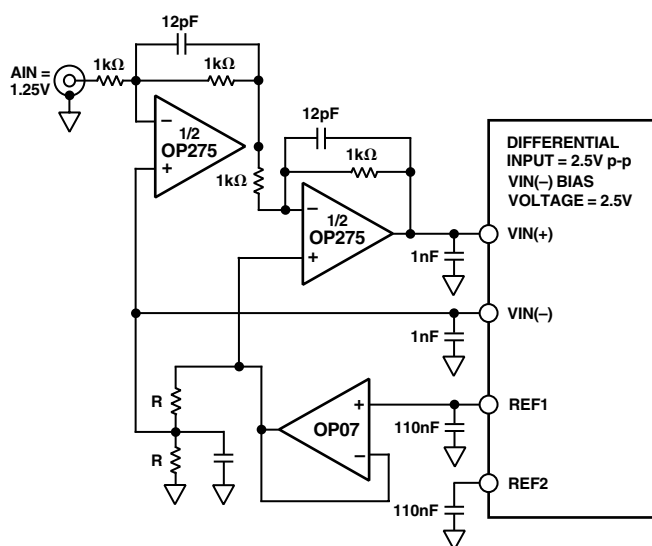 12pF
AIN =
1.25V
1kΩ
1kΩ
–
1/2
OP275
+
12pF
1kΩ
1kΩ
–
1/2
OP275
+
DIFFERENTIAL
INPUT = 2.5V p-p
VIN(–) BIAS
VOLTAGE = 2.5V
VIN(+)
1nF
VIN(–)
1nF
R
+
OP07
–
REF1
110nF
R
REF2
110nF